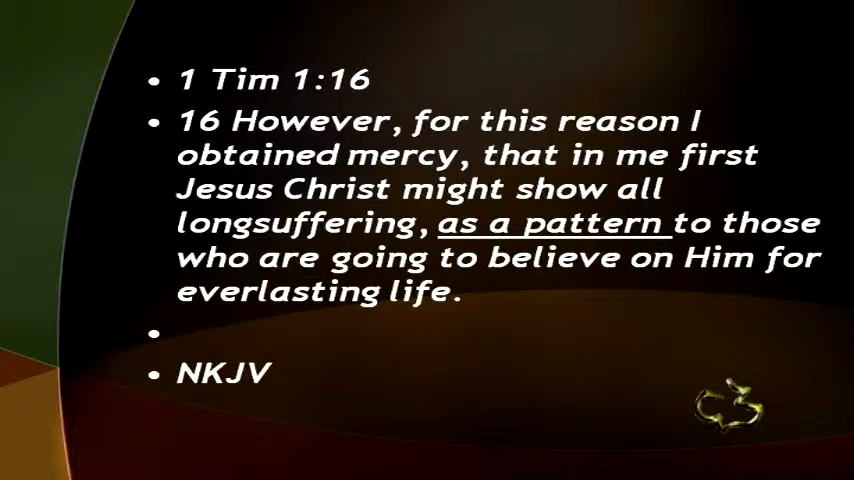 • 1 Tim 1:16
• 16 However, for this reason I
obtained mercy, that in me first
Jesus Christ might show all
longsuffering, as a pattern to those
who are going to believe on Him for
everlasting life.
•
• NKJV
C3